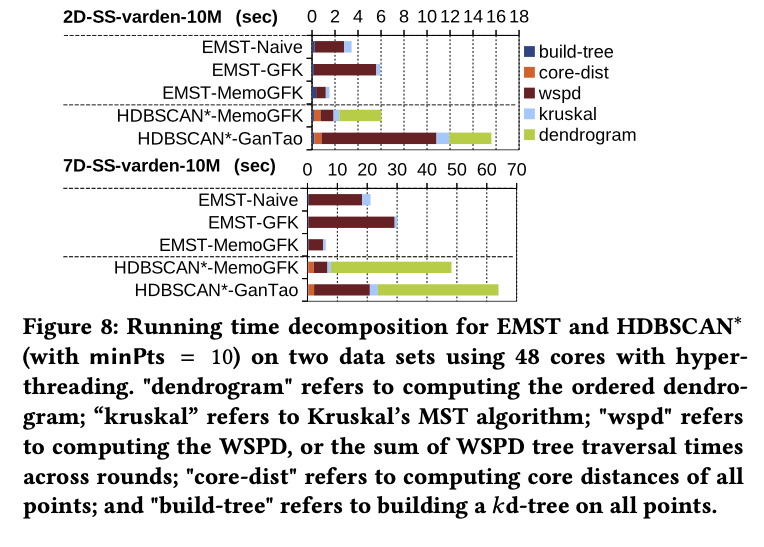 2D-SS-varden-10M (sec) 0 2 4 6 8 10 12 14 16 18
EMST-Naive
EMST-GFK
EMST-MemoGFK
HDBSCAN*-MemoGFK
HDBSCAN*-GanTao
build-tree
core-dist
wspd
kruskal
dendrogram
7D-SS-varden-10M (sec) 0 10 20 30 40 50 60 70
EMST-Naive
EMST-GFK
EMST-MemoGFK
HDBSCAN*-MemoGFK
HDBSCAN*-GanTao
Figure 8: Running time decomposition for EMST and HDBSCAN*
(with minPts = 10) on two data sets using 48 cores with hyper-
threading. "dendrogram" refers to computing the ordered dendro-
gram; “kruskal” refers to Kruskal’s MST algorithm; "wspd" refers
to computing the WSPD, or the sum of WSPD tree traversal times
across rounds; "core-dist" refers to computing core distances of all
points; and "build-tree" refers to building a kd-tree on all points.